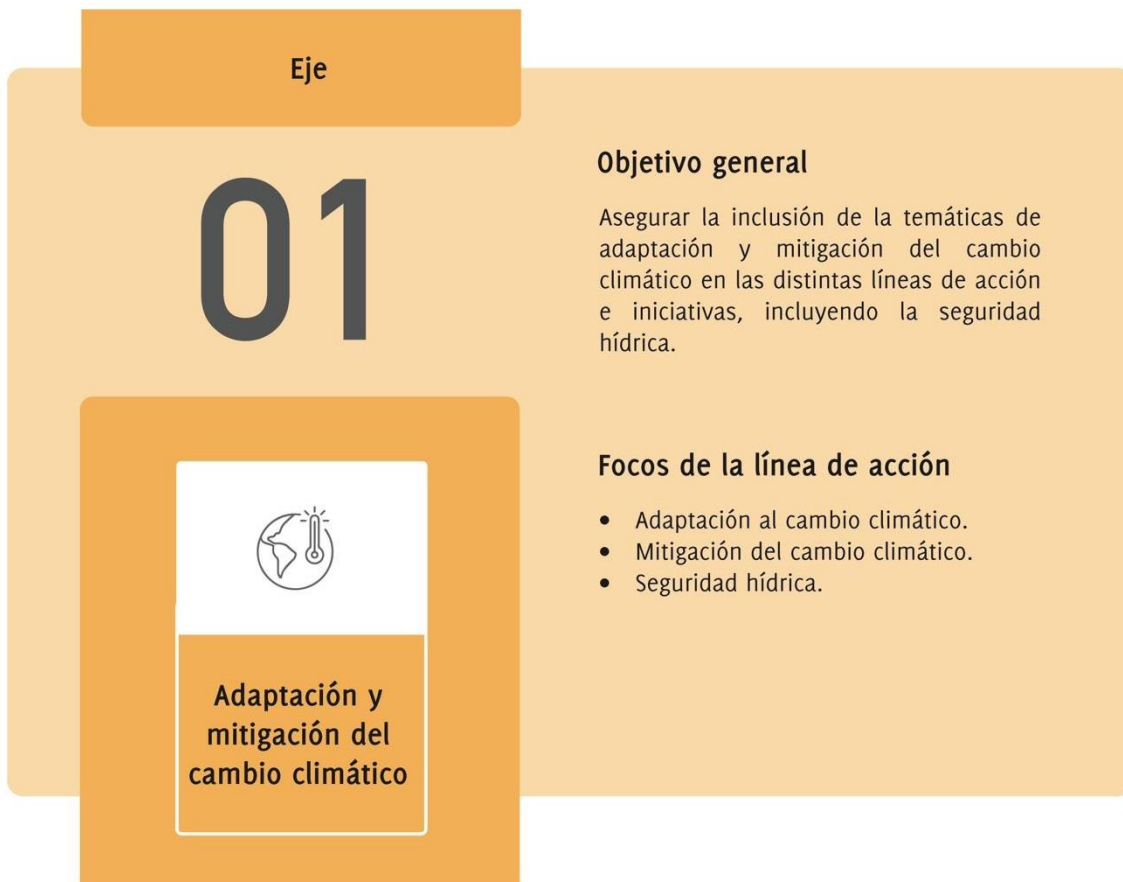 Eje
01
Adaptación y
mitigación del
cambio climático
Objetivo general
Asegurar la inclusión de la temáticas de
adaptación y mitigación del cambio
climático en las distintas líneas de acción
e iniciativas, incluyendo la seguridad
hídrica.
Focos de la línea de acción
• Adaptación al cambio climático.
• Mitigación del cambio climático.
• Seguridad hídrica.